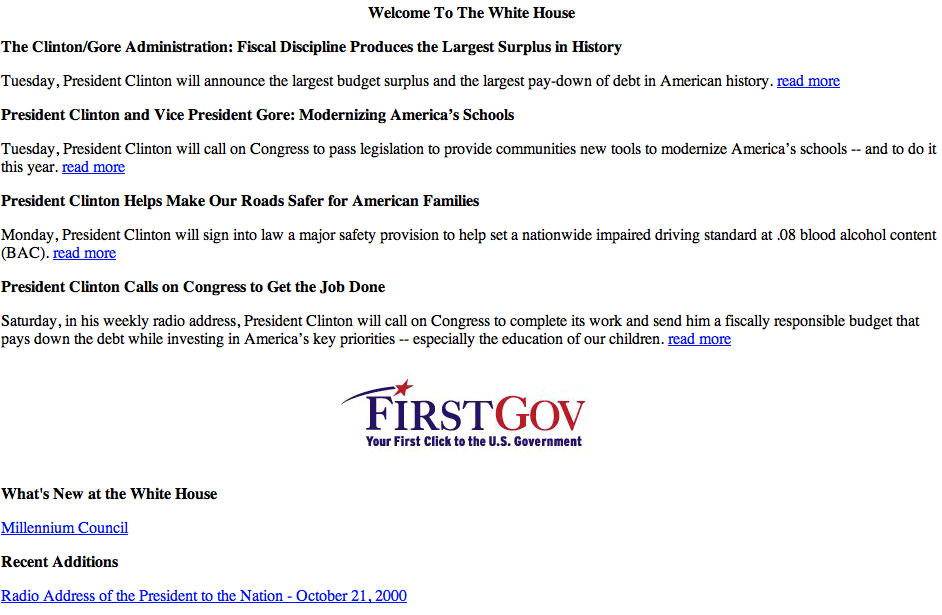 Welcome To The White House
The Clinton/Gore Administration: Fiscal Discipline Produces the Largest Surplus in History
Tuesday, President Clinton will announce the largest budget surplus and the largest pay-down of debt in American history. read more
President Clinton and Vice President Gore: Modernizing America’s Schools
Tuesday, President Clinton will call on Congress to pass legislation to provide communities new tools to modernize America’s schools -- and to do it
this year. read more
President Clinton Helps Make Our Roads Safer for American Families
Monday, President Clinton will sign into law a major safety provision to help set a nationwide impaired driving standard at .08 blood alcohol content
(BAC). read more
President Clinton Calls on Congress to Get the Job Done
Saturday, in his weekly radio address, President Clinton will call on Congress to complete its work and send him a fiscally responsible budget that
pays down the debt while investing in America’s key priorities -- especially the education of our children. read more
FIRSTGOV
Your First Click to the U.S. Government
What's New at the White House
Millennium Council
Recent Additions
Radio Address of the President to the Nation - October 21, 2000